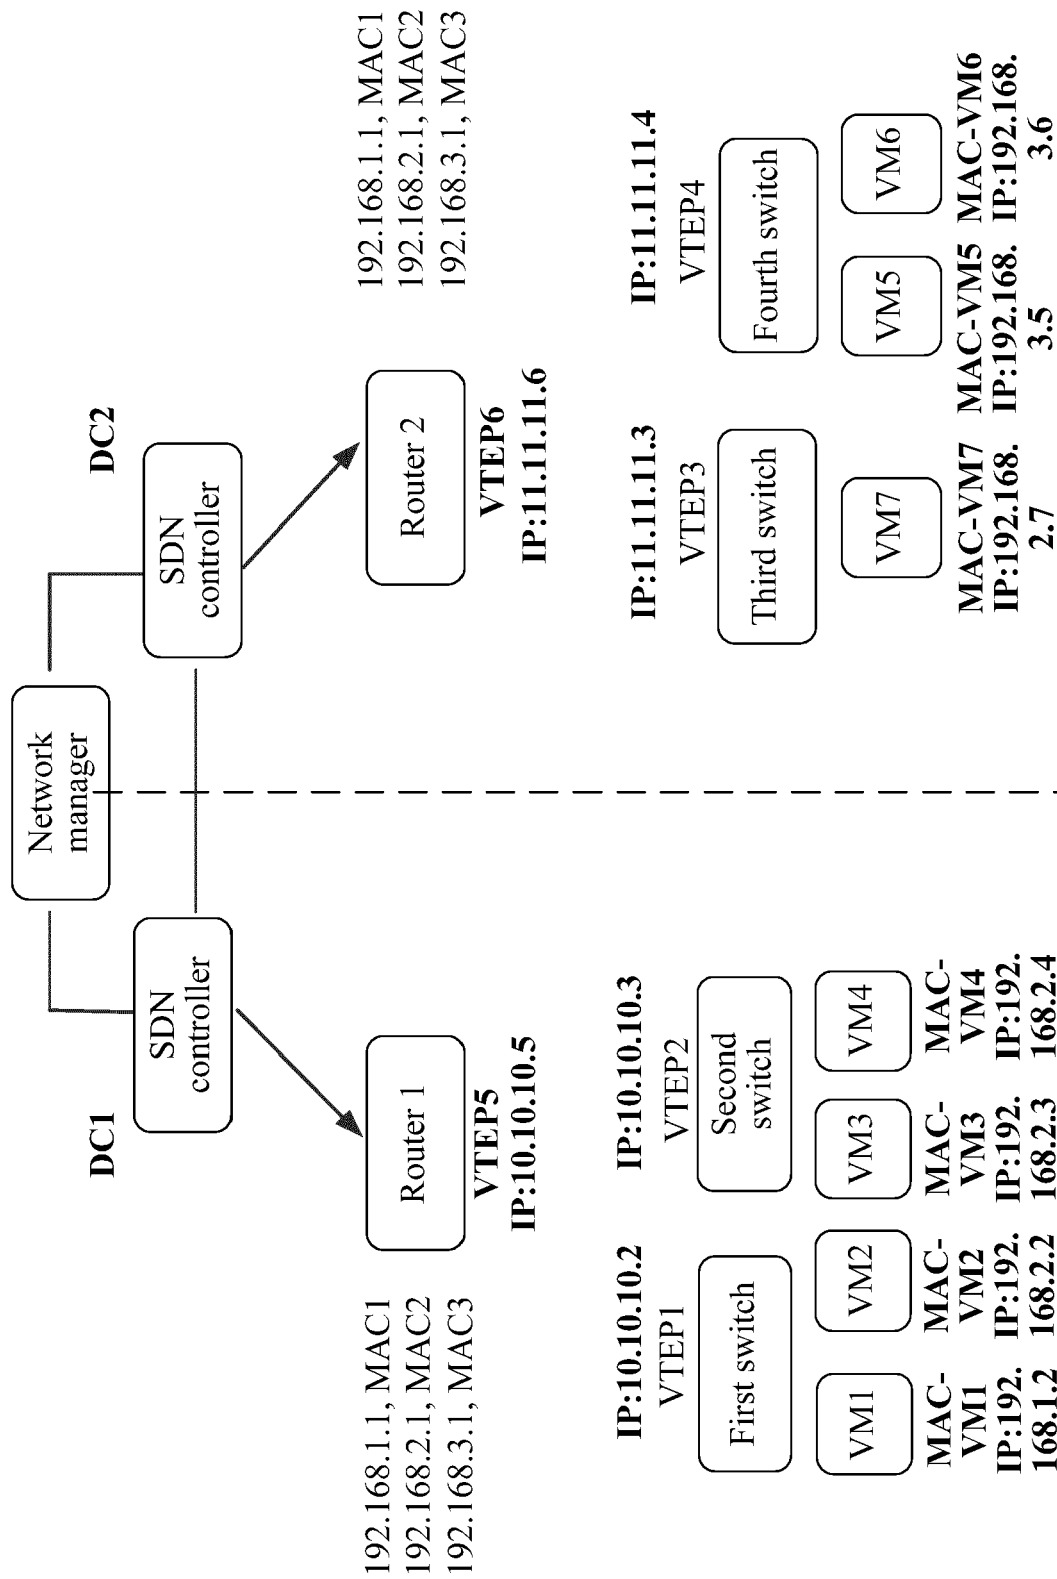 Network
manager
DC1
DC2
SDN
controller
SDN
controller
192.168.1.1, MAC1
192.168.2.1, MAC2
192.168.3.1, MAC3
Router 1
VTEP5
IP:10.10.10.5
Router 2
VTEP6
IP:11.11.11.6
192.168.1.1, MAC1
192.168.2.1, MAC2
192.168.3.1, MAC3
IP:10.10.10.2
VTEP1
First switch
IP:10.10.10.3
VTEP2
Second
switch
IP:11.11.11.3
VTEP3
Third switch
IP:11.11.11.4
VTEP4
Fourth switch
VM1
MAC-
VM1
IP:192.
168.1.2
VM2
MAC-
VM2
IP:192.
168.2.2
VM3
MAC-
VM3
IP:192.
168.2.3
VM4
MAC-
VM4
IP:192.
168.2.4
VM7
MAC-VM7
IP:192.168.
2.7
VM5
MAC-VM5
IP:192.168.
3.5
VM6
MAC-VM6
IP:192.168.
3.6